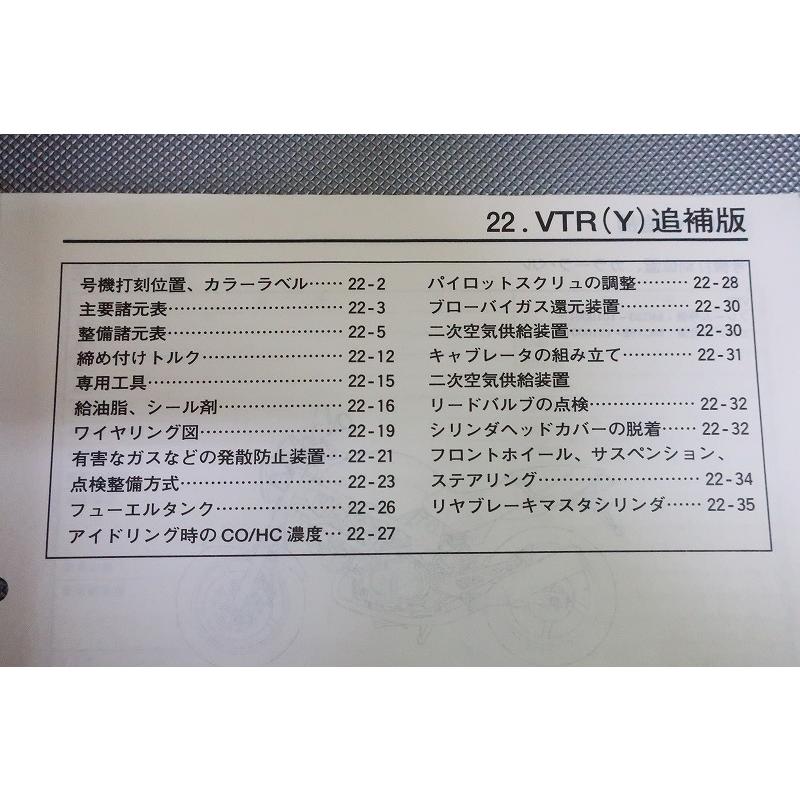 22. VTR(Y)追補版
号機打刻位置、カラーラベル……22-2
主要諸元表……22-3
整備諸元表……22-5
締め付けトルク……22-12
専用工具……22-15
給油脂、シール剤……22-16
ワイヤリング図……22-19
有害なガスなどの発散防止装置…22-21
点検整備方式……22-23
フューエルタンク……22-26
アイドリング時のCO/HC濃度…22-27
パイロットスクリュの調整………22-28
ブローバイガス還元装置……22-30
二次空気供給装置……22-30
キャブレータの組み立て…………22-31
二次空気供給装置
リードバルブの点検………………22-32
シリンダヘッドカバーの脱着……22-32
フロントホイール、サスペンション、
ステアリング……22-34
リヤブレーキマスタシリンダ……22-35